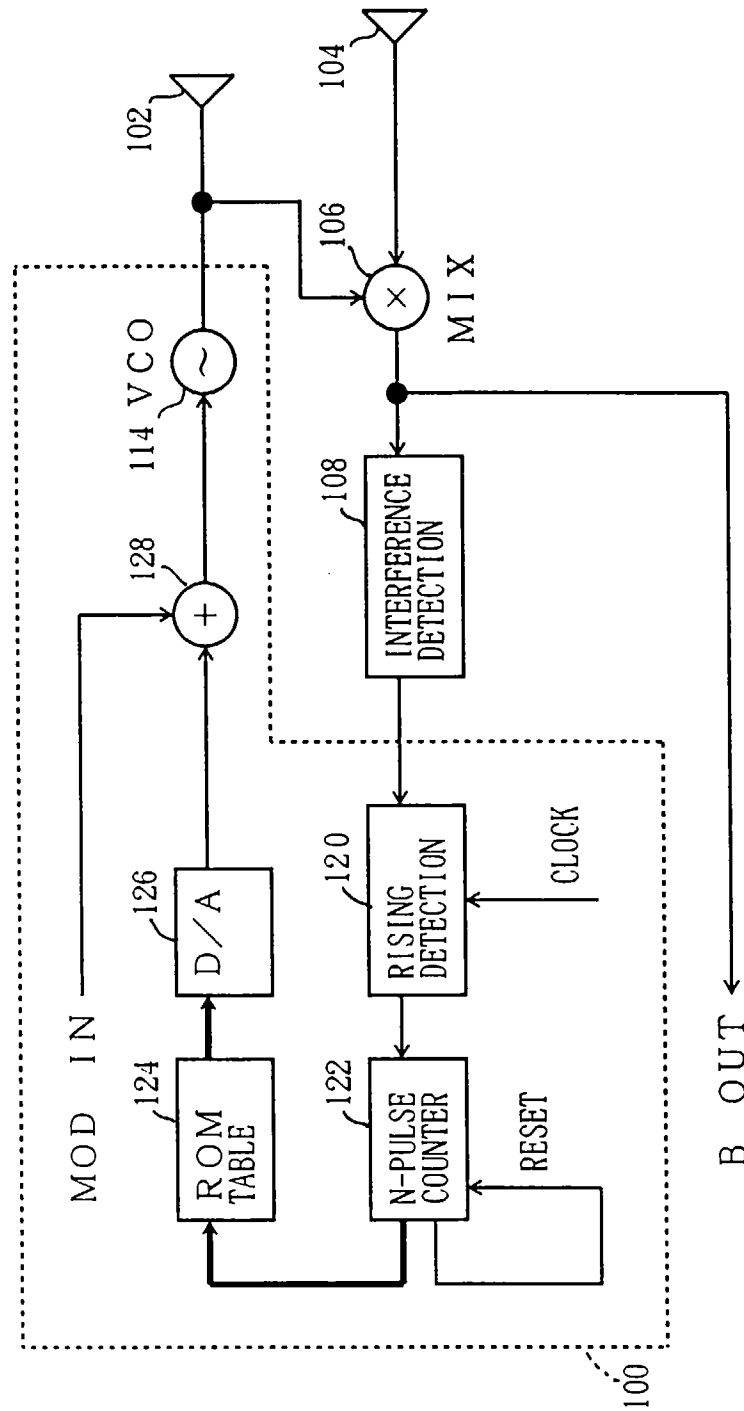 102
104
106
MIX
114 VCO
128
MOD IN
126
D/A
124
ROM
TABLE
108
INTERFERENCE
DETECTION
120
RISING
DETECTION
CLOCK
122
N-PULSE
COUNTER
RESET
B OUT
100
×
~
+